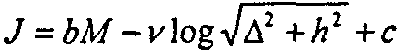 J = bM − ν log √(Δ² + h²) + c